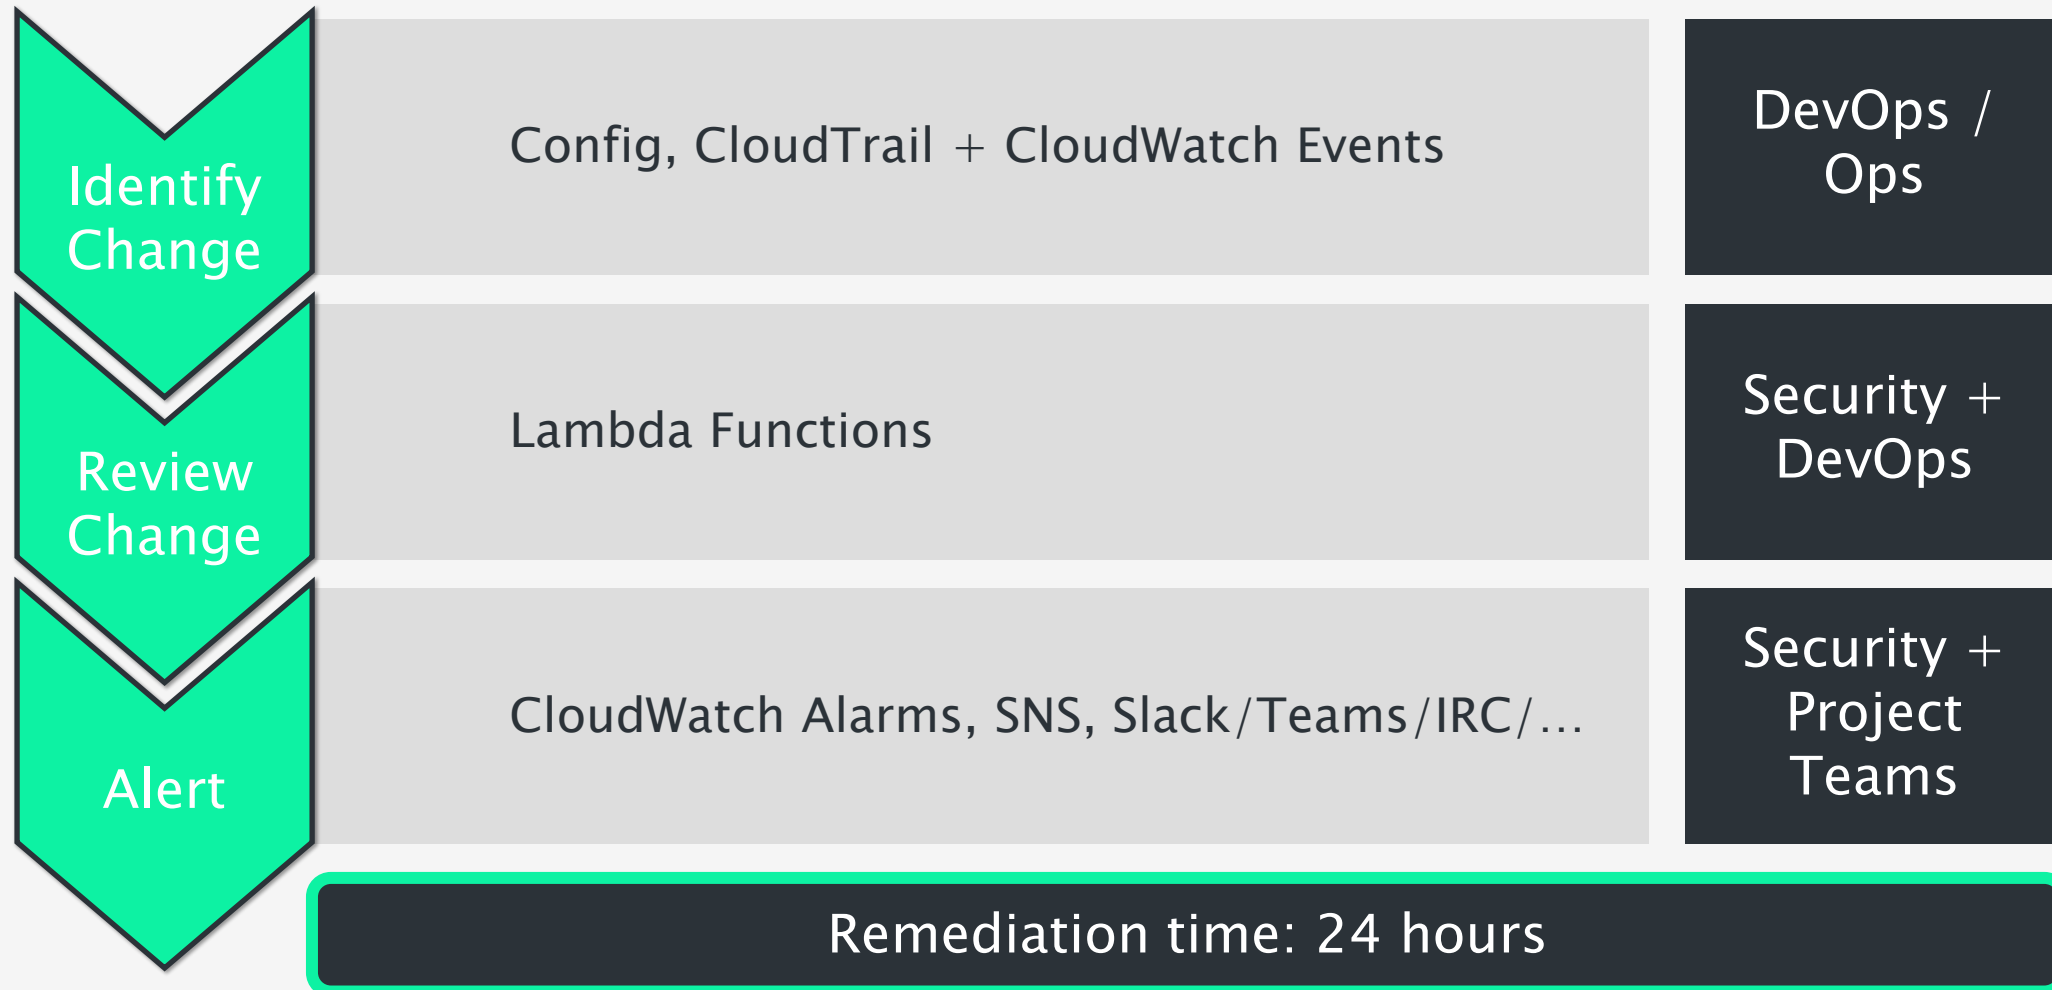 Identify
Change
Config, CloudTrail + CloudWatch Events
DevOps /
Ops
Review
Change
Lambda Functions
Security +
DevOps
Alert
CloudWatch Alarms, SNS, Slack/Teams/IRC/…
Security +
Project
Teams
Remediation time: 24 hours